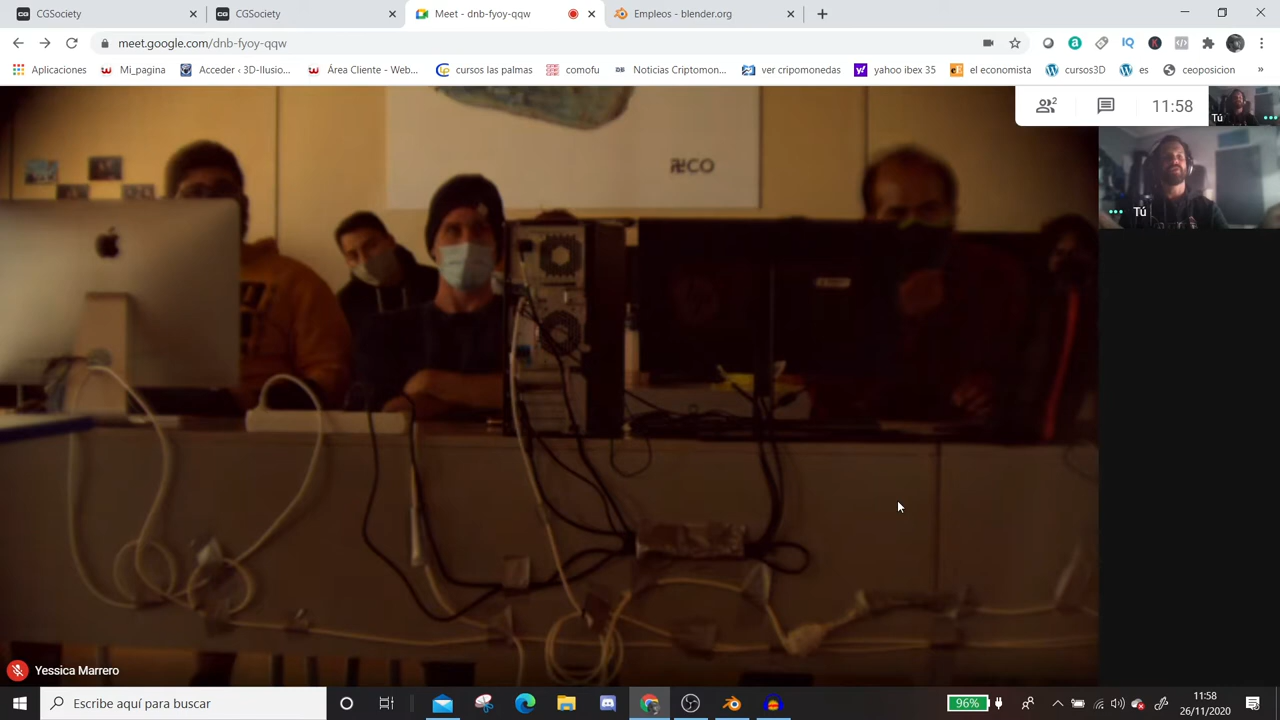 CGSociety
CGSociety
Meet - dnb-fyoy-qqw
Empleos - blender.org
meet.google.com/dnb-fyoy-qqw
Aplicaciones
Mi_pagina
Acceder ‹ 3D-Ilusio...
Área Cliente - Web...
cursos las palmas
comofu
Noticias Criptomon...
ver cripomonedas
yahoo ibex 35
el economista
cursos3D
es
ceoposicion
2
11:58
Tú
Tú
Yessica Marrero
Escribe aquí para buscar
96%
11:58
26/11/2020